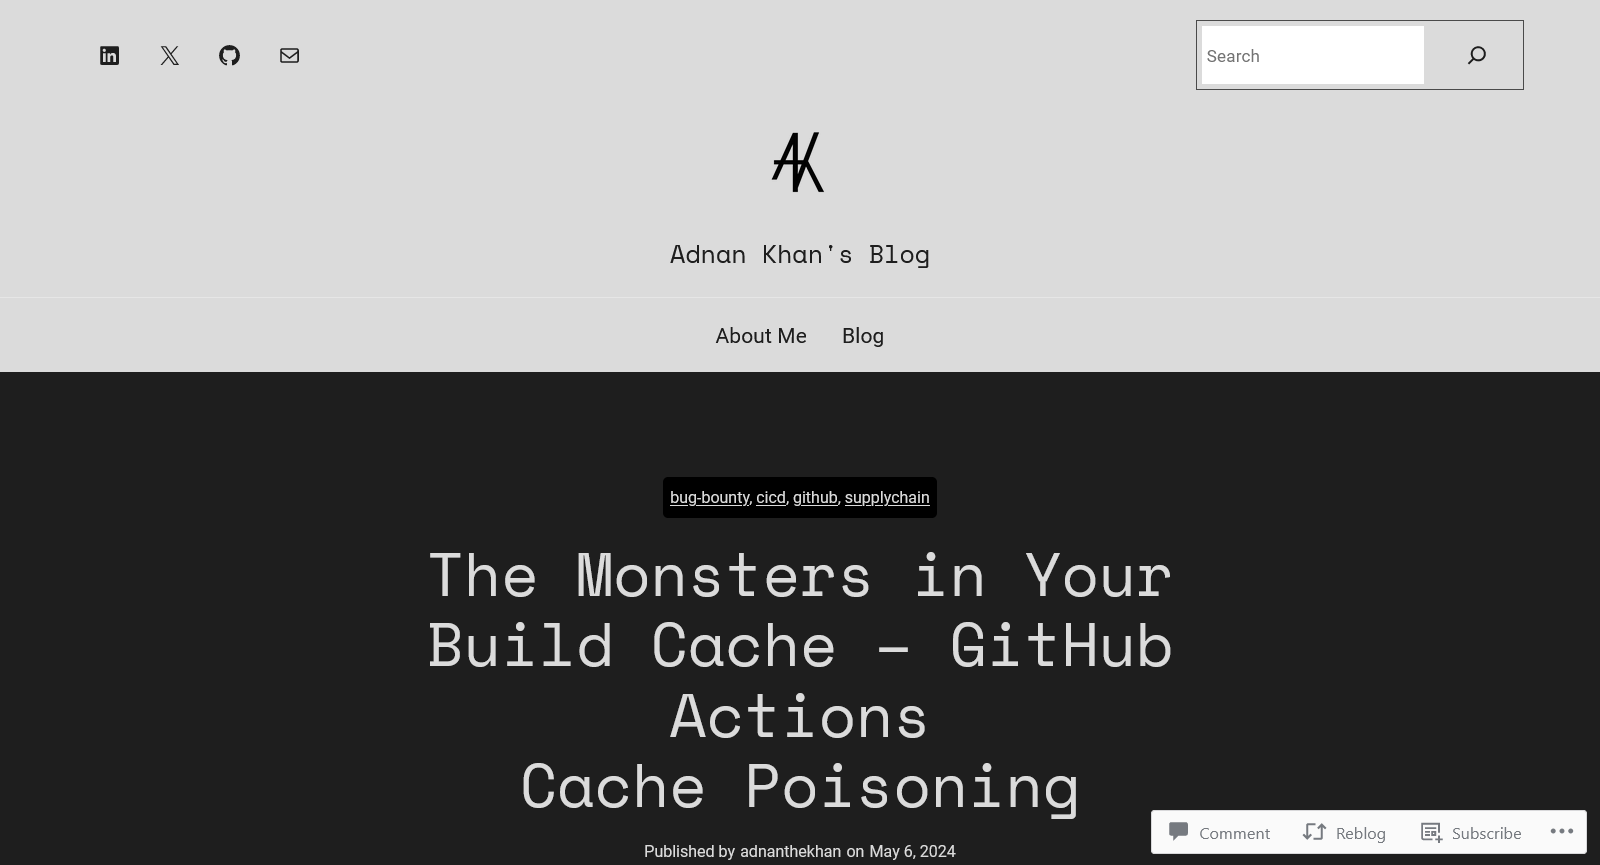 Search
AK
Adnan Khan's Blog
About Me Blog
bug-bounty, cicd, github, supplychain
The Monsters in Your
Build Cache – GitHub
Actions
Cache Poisoning
Published by adnanthekhan on May 6, 2024
Comment Reblog Subscribe